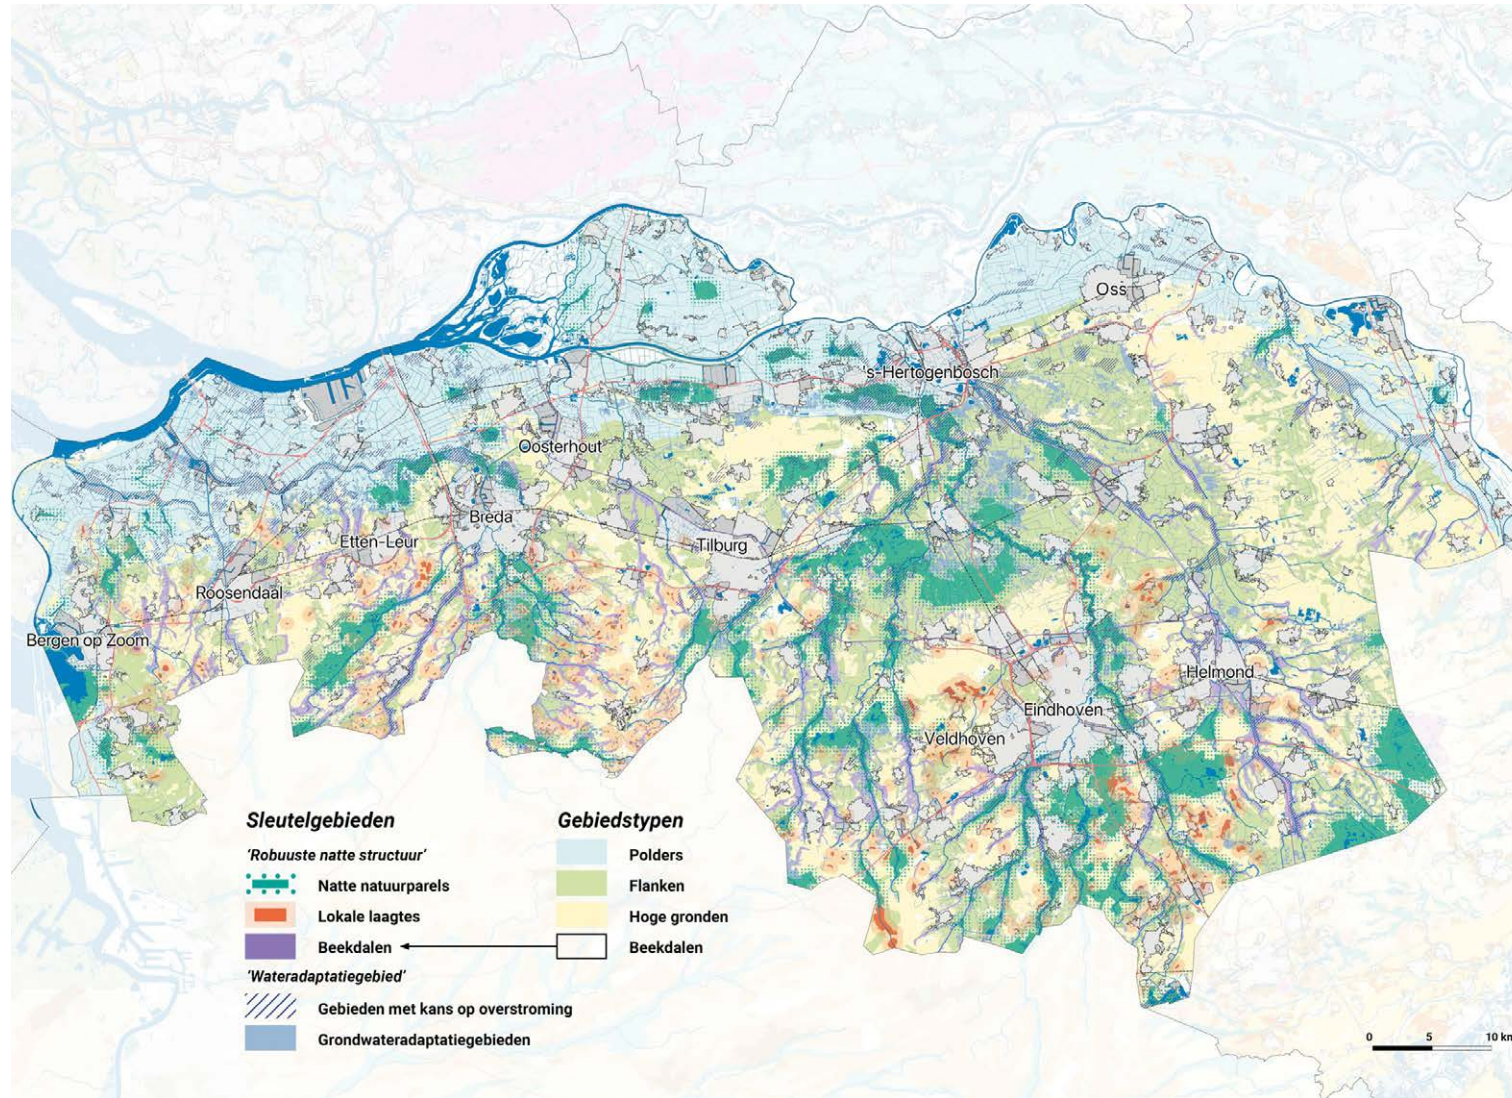 Oss
's-Hertogenbosch
Oosterhout
Breda
Etten-Leur
Tilburg
Roosendaal
Bergen op Zoom
Helmond
Eindhoven
Veldhoven
Sleutelgebieden
'Robuuste natte structuur'
Natte natuurparels
Lokale laagtes
Beekdalen
'Wateradaptatiegebied'
Gebieden met kans op overstroming
Grondwateradaptatiegebieden
Gebiedstypen
Polders
Flanken
Hoge gronden
Beekdalen
0 5 10 km